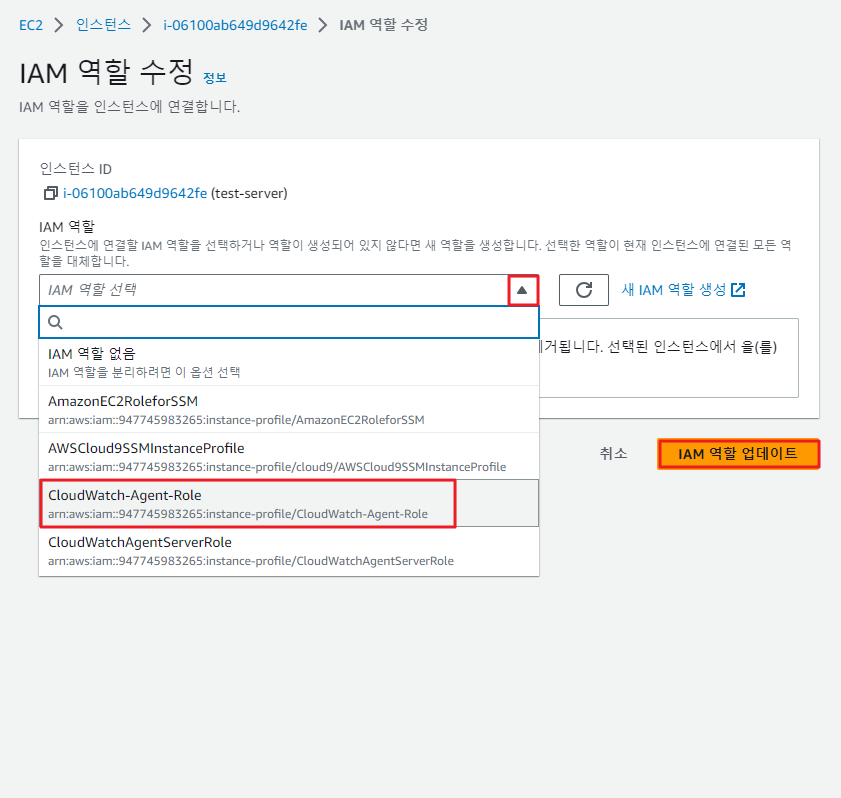 EC2 > 인스턴스 > i-06100ab649d9642fe > IAM 역할 수정
IAM 역할 수정 정보
IAM 역할을 인스턴스에 연결합니다.
인스턴스 ID
i-06100ab649d9642fe (test-server)
IAM 역할
인스턴스에 연결할 IAM 역할을 선택하거나 역할이 생성되어 있지 않다면 새 역할을 생성합니다. 선택한 역할이 현재 인스턴스에 연결된 모든 역
할을 대체합니다.
IAM 역할 선택
새 IAM 역할 생성
거됩니다. 선택된 인스턴스에서 을(를)
IAM 역할 없음
IAM 역할을 분리하려면 이 옵션 선택
AmazonEC2RoleforSSM
arn:aws:iam::947745983265:instance-profile/AmazonEC2RoleforSSM
AWSCloud9SSMInstanceProfile
arn:aws:iam::947745983265:instance-profile/cloud9/AWSCloud9SSMInstanceProfile
취소
IAM 역할 업데이트
CloudWatch-Agent-Role
arn:aws:iam::947745983265:instance-profile/CloudWatch-Agent-Role
CloudWatchAgentServerRole
arn:aws:iam::947745983265:instance-profile/CloudWatchAgentServerRole